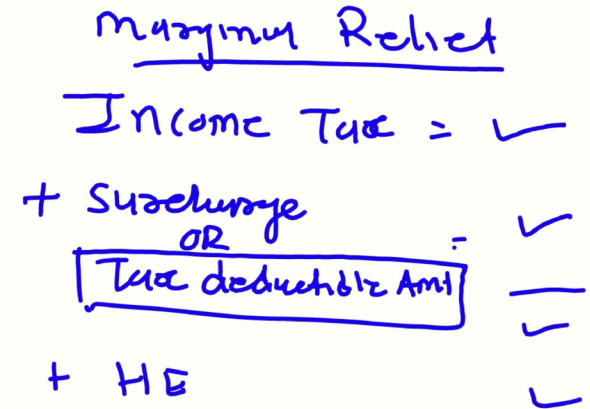 Marginal Relief
Income Tax = ✓
+ Surcharge
OR = ✓
Tax deductible Amt
✓
+ HE ✓